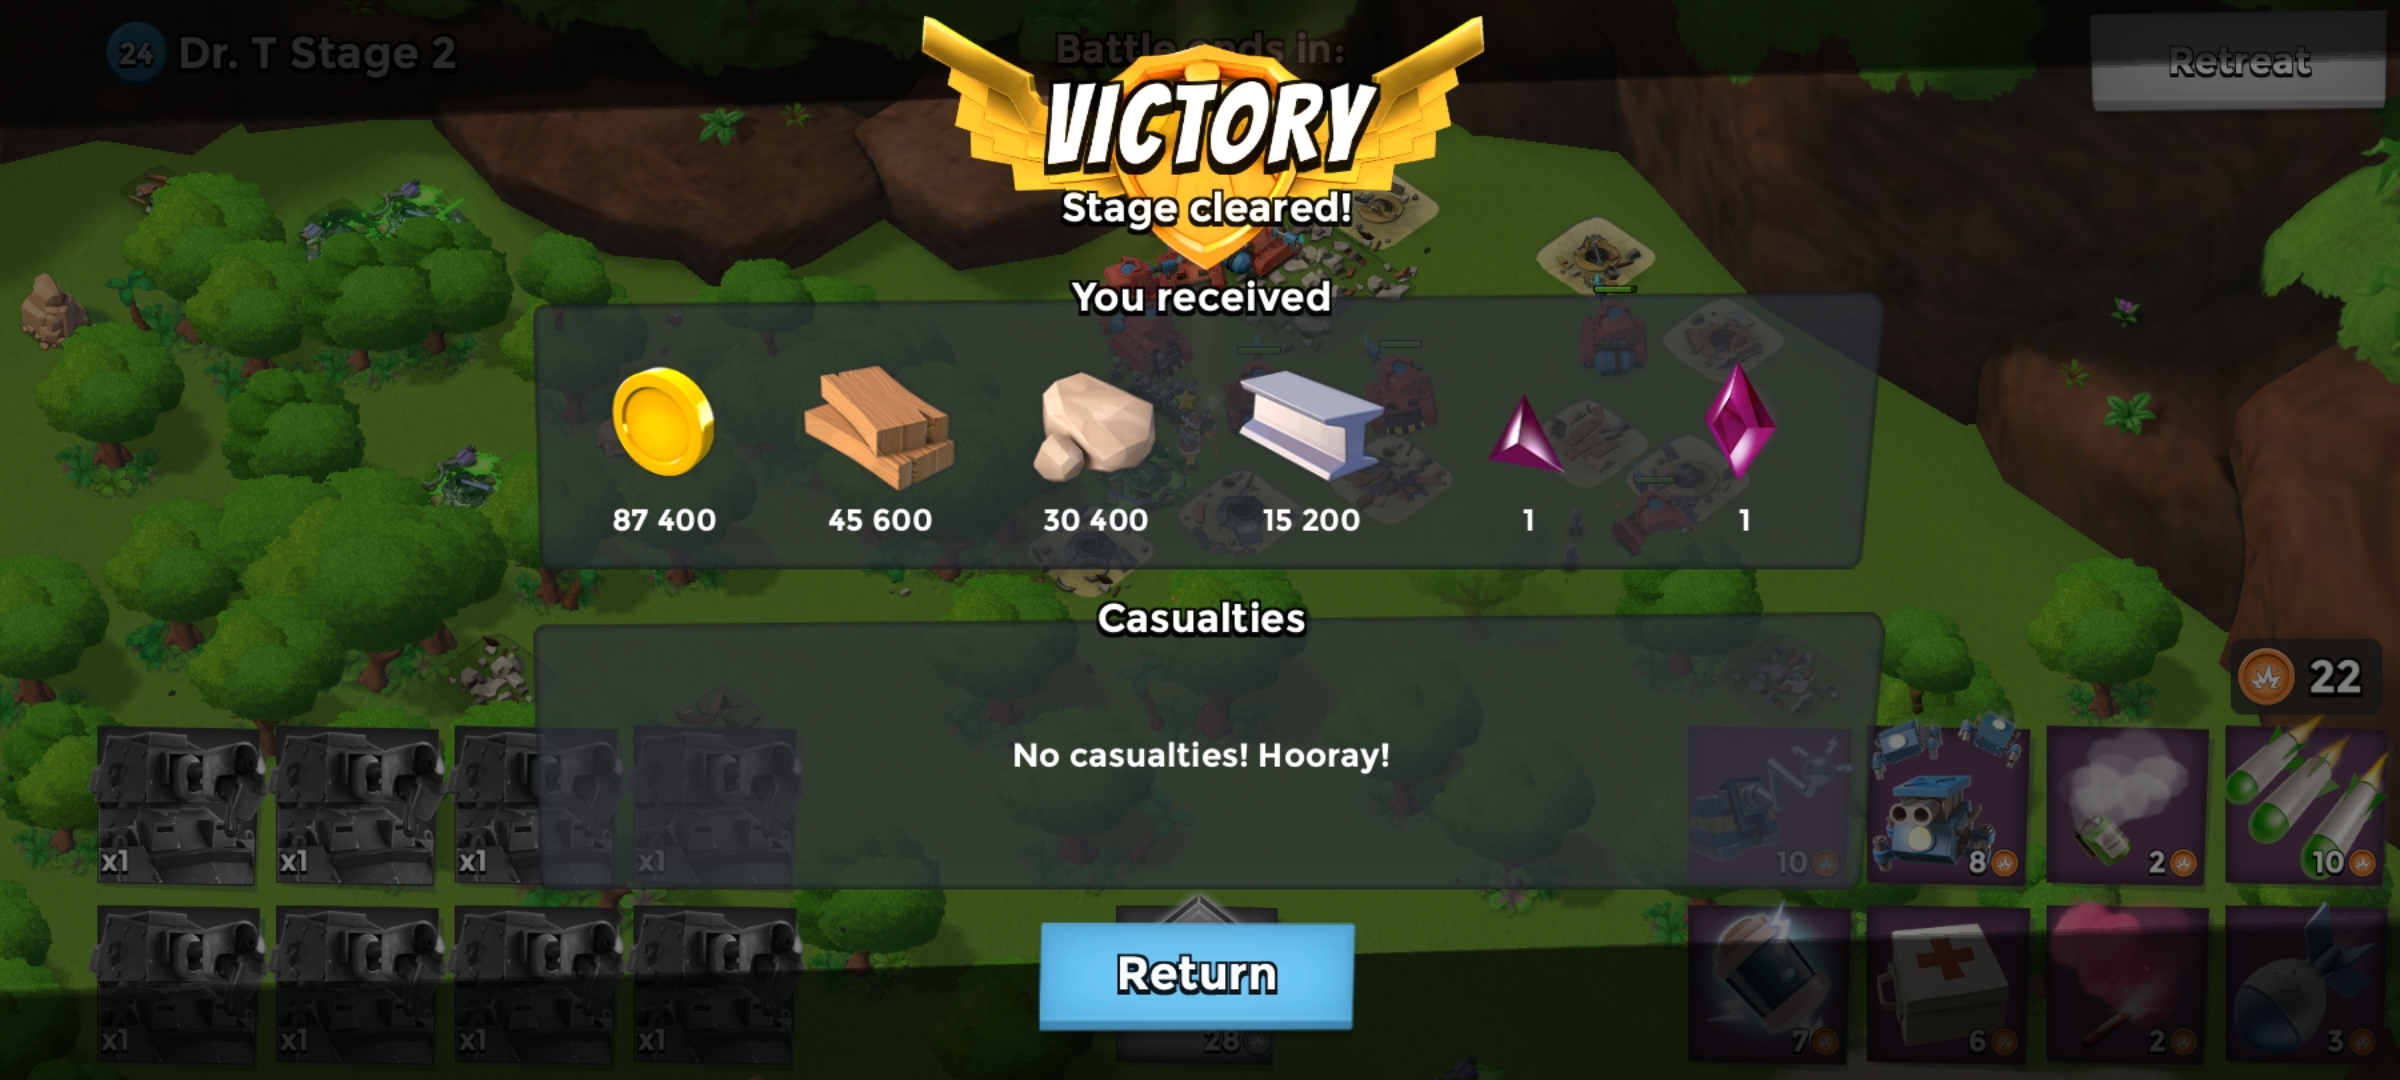 24 Dr. T Stage 2
Battle ends in:
Retreat
VICTORY
Stage cleared!
You received
87 400 45 600 30 400 15 200 1 1
Casualties
No casualties! Hooray!
22
x1 x1 x1 x1
10 8 2 10
Return
x1 x1 x1 x1
28
7 6 2 3